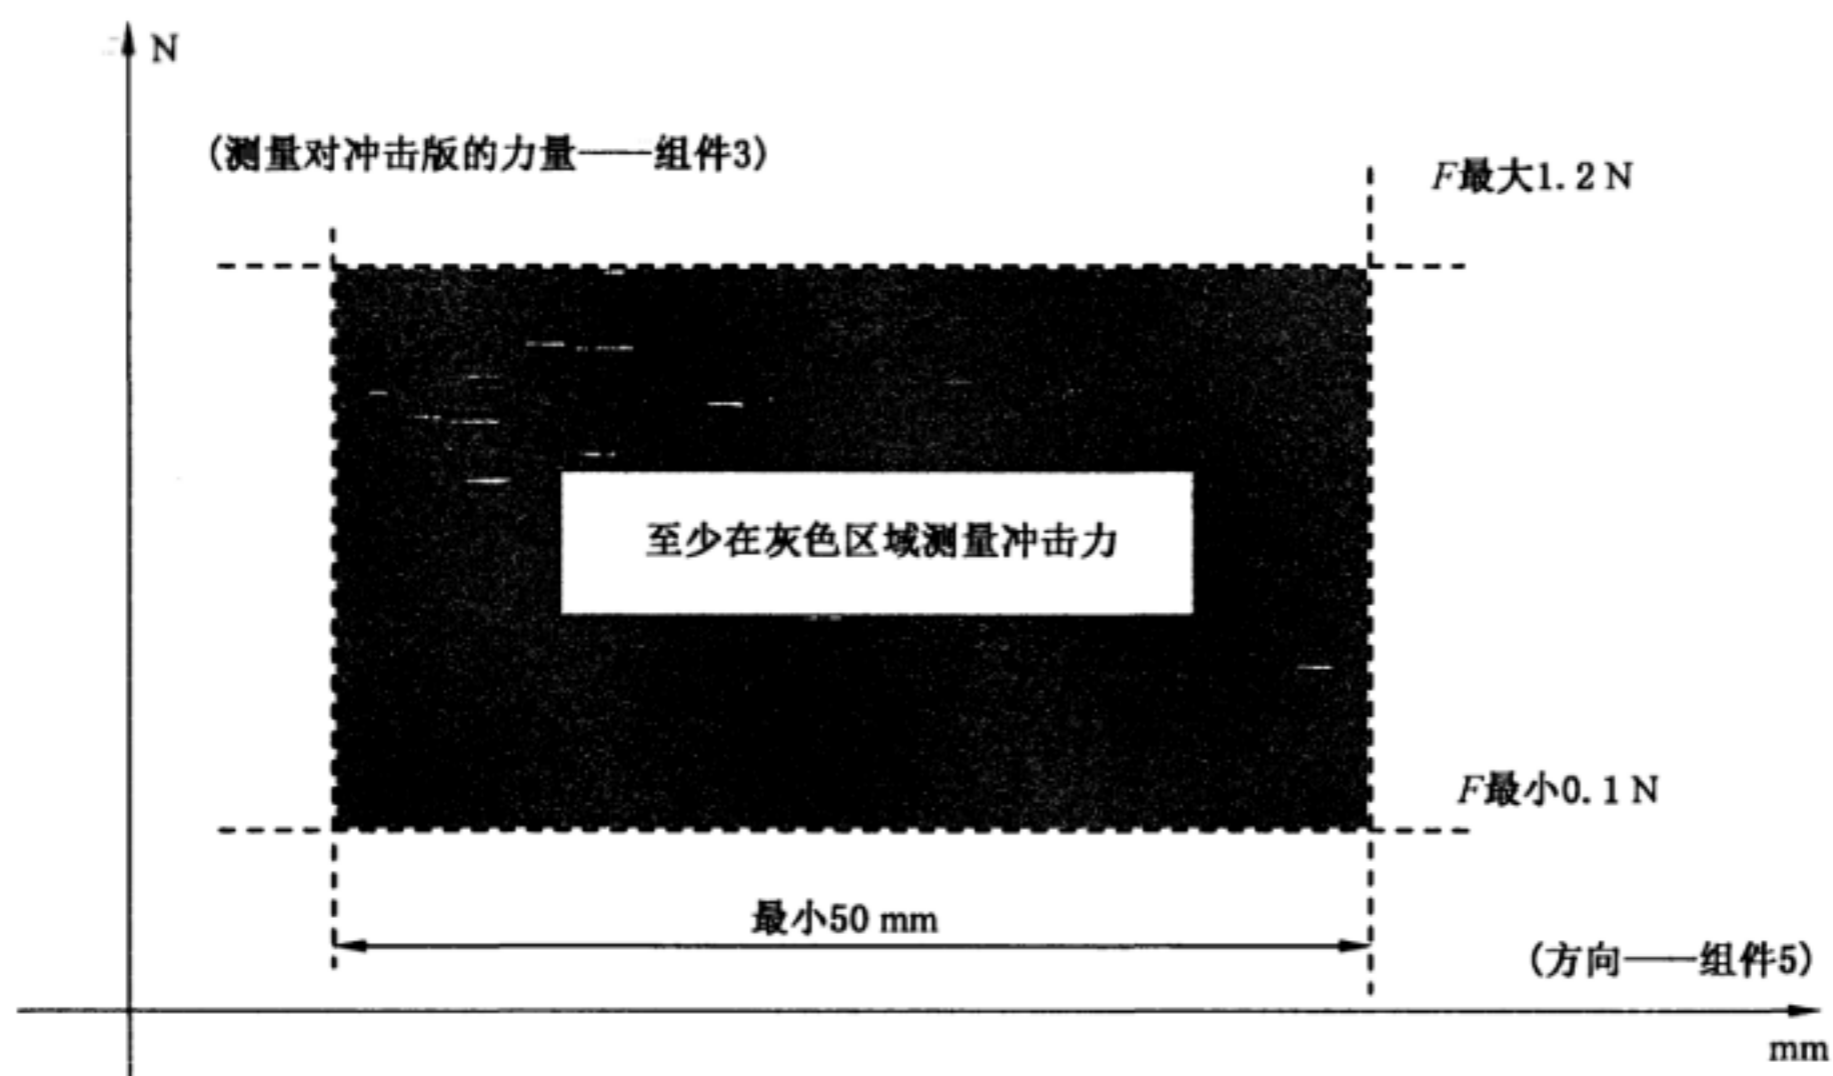 N
(测量对冲击版的力量——组件3)
F最大1.2 N
至少在灰色区域测量冲击力
F最小0.1 N
最小50 mm
(方向——组件5)
mm